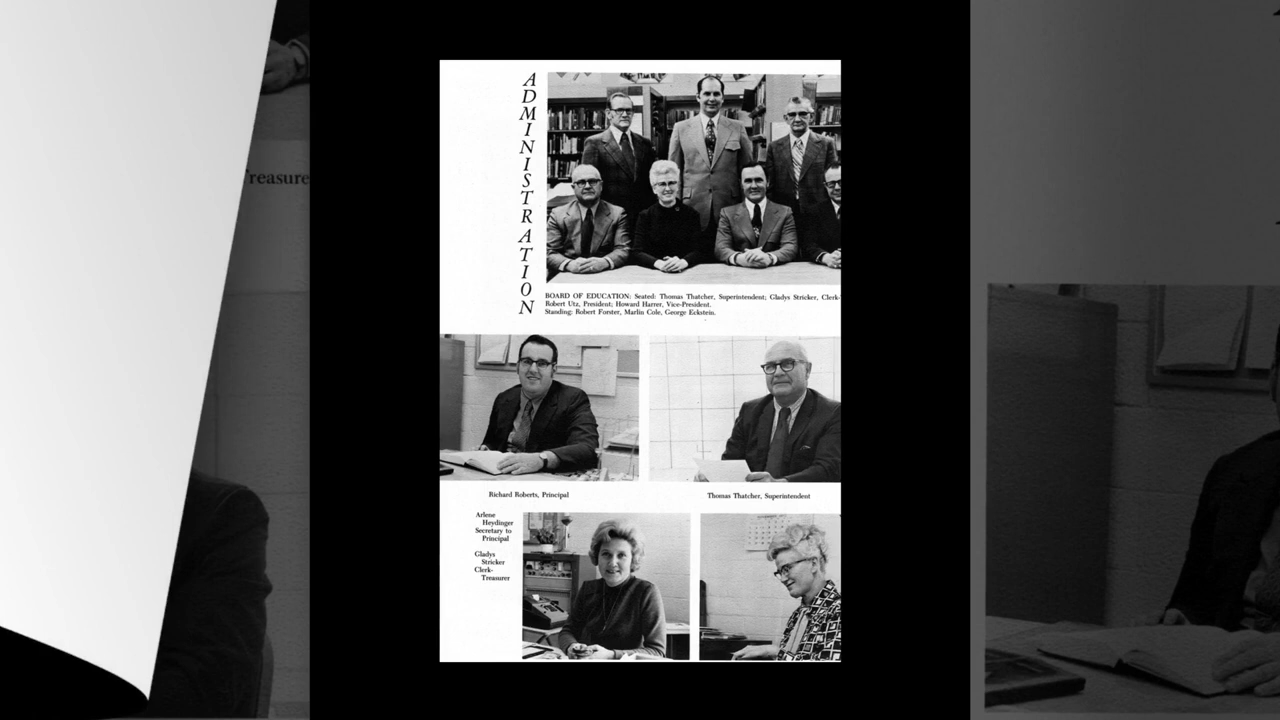 ADMINISTRATION
BOARD OF EDUCATION: Seated: Thomas Thatcher, Superintendent; Gladys Stricker, Clerk-
Robert Utz, President; Howard Harrer, Vice-President.
Standing: Robert Forster, Marlin Cole, George Eckstein.
Richard Roberts, Principal
Thomas Thatcher, Superintendent
Arlene
Heydinger
Secretary to
Principal
Gladys
Stricker
Clerk-
Treasurer
Treasure